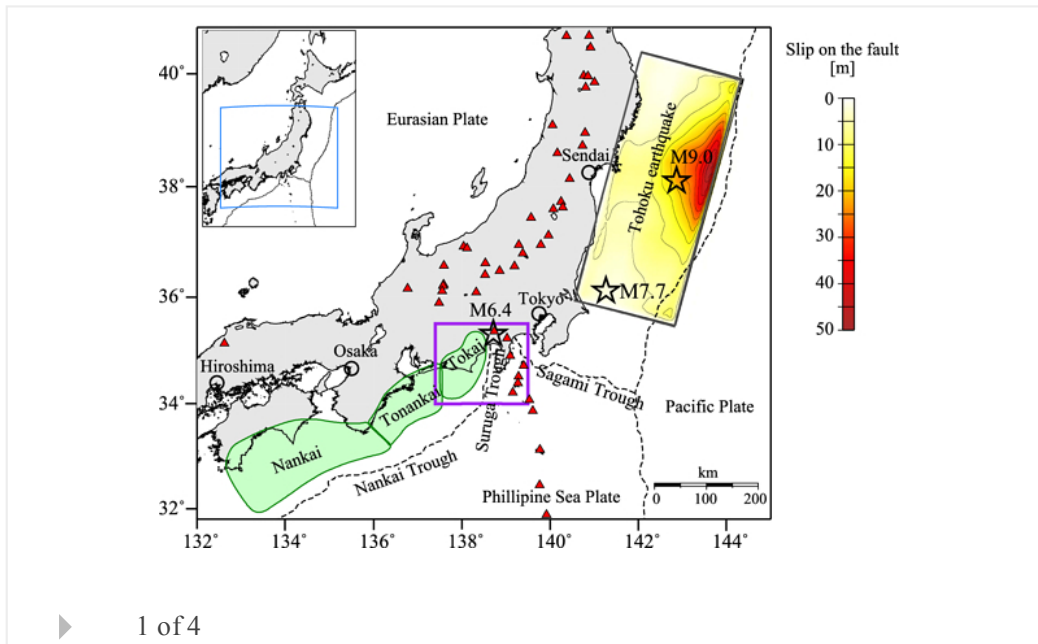 Slip on the fault
[m]
0
10
20
30
40
50
40°
38°
36°
34°
32°
132
134
136
138
140
142
144
Eurasian Plate
Sendai
Tohoku earthquake
M9.0
M7.7
M6.4
Tokyo
Hiroshima
Osaka
Tokai
Tonankai
Nankai
Suruga Trough
Sagami Trough
Nankai Trough
Pacific Plate
Phillipine Sea Plate
km
0 100 200
1 of 4